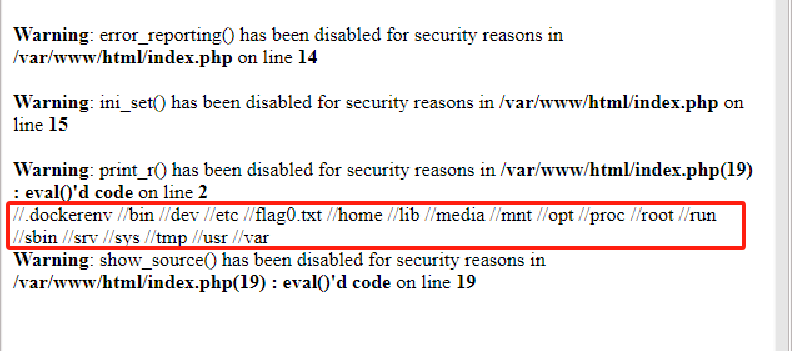 Warning: error_reporting() has been disabled for security reasons in
/var/www/html/index.php on line 14
Warning: ini_set() has been disabled for security reasons in /var/www/html/index.php on
line 15
Warning: print_r() has been disabled for security reasons in /var/www/html/index.php(19)
: eval()'d code on line 2
//.dockerenv //bin //dev //etc //flag0.txt //home //lib //media //mnt //opt //proc //root //run
//sbin //srv //sys //tmp //usr //var
Warning: show_source() has been disabled for security reasons in
/var/www/html/index.php(19) : eval()'d code on line 19